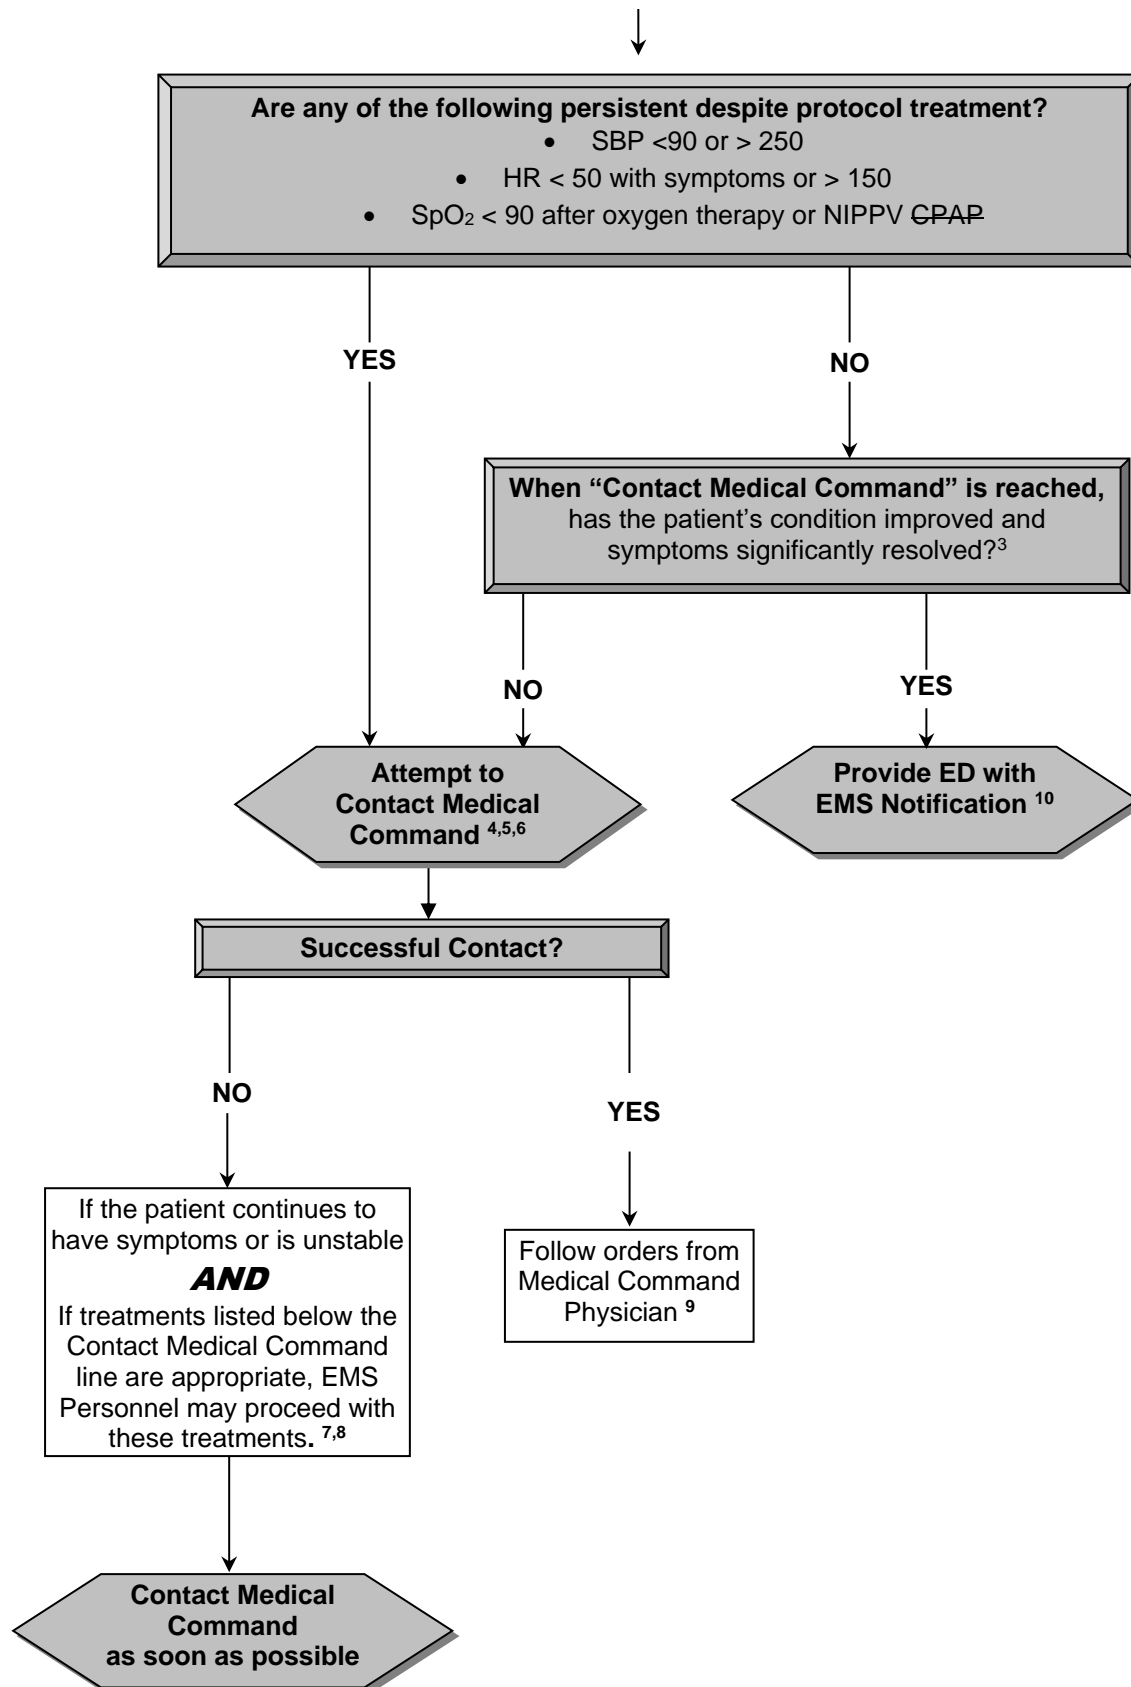 Are any of the following persistent despite protocol treatment?
• SBP <90 or > 250
• HR < 50 with symptoms or > 150
• SpO₂ < 90 after oxygen therapy or NIPPV CPAP
YES
NO
When “Contact Medical Command” is reached,
has the patient’s condition improved and
symptoms significantly resolved?³
NO
YES
Attempt to
Contact Medical
Command ⁴,⁵,⁶
Provide ED with
EMS Notification ¹⁰
Successful Contact?
NO
YES
If the patient continues to
have symptoms or is unstable
AND
If treatments listed below the
Contact Medical Command
line are appropriate, EMS
Personnel may proceed with
these treatments. ⁷,⁸
Follow orders from
Medical Command
Physician ⁹
Contact Medical
Command
as soon as possible